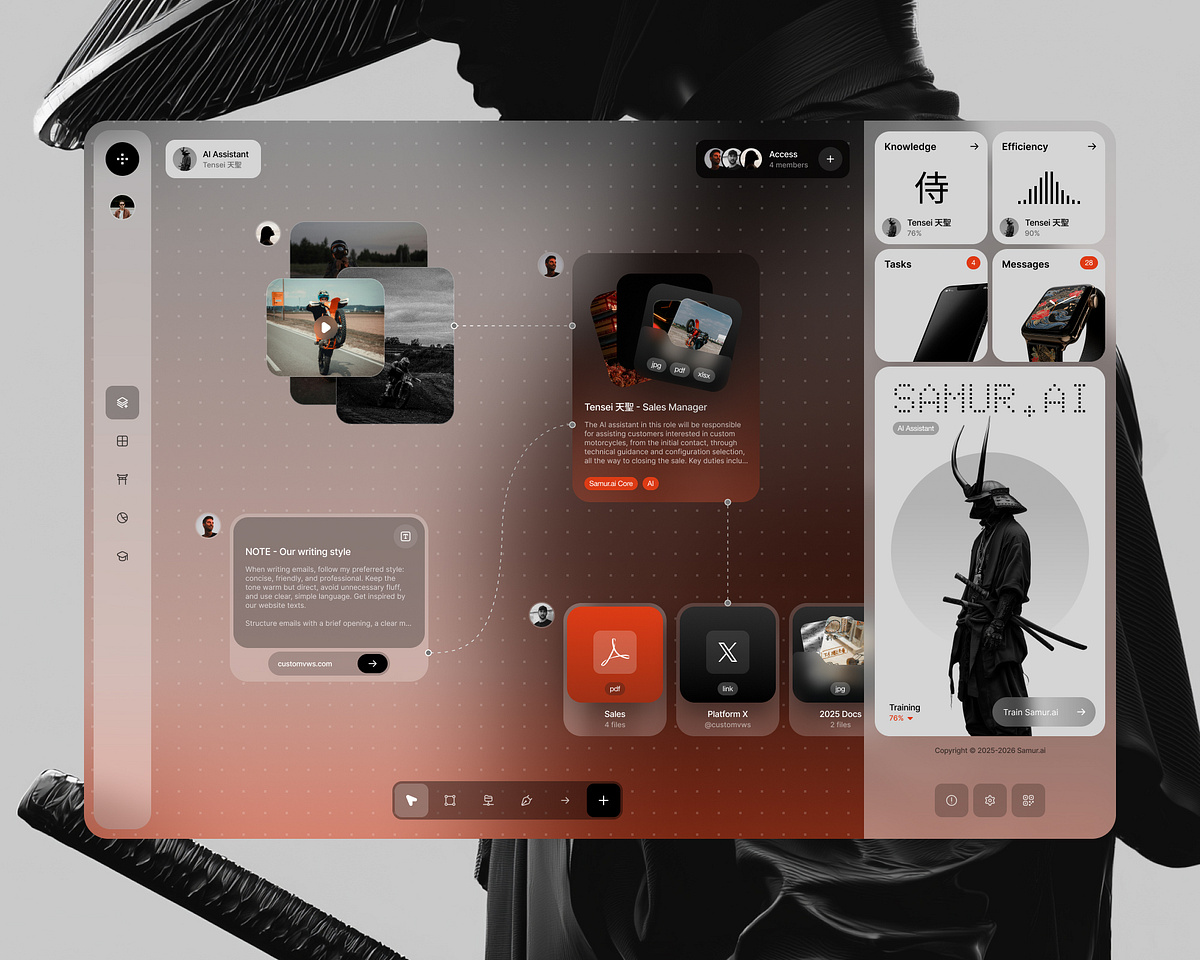 AI Assistant
Tensei 天聖
Access
4 members
jpg
pdf
xlsx
Tensei 天聖 - Sales Manager
The AI assistant in this role will be responsible
for assisting customers interested in custom
motorcycles, from the initial contact, through
technical guidance and configuration selection,
all the way to closing the sale. Key duties inclu...
Samur.ai Core
AI
NOTE - Our writing style
When writing emails, follow my preferred style:
concise, friendly, and professional. Keep the
tone warm but direct, avoid unnecessary fluff,
and use clear, simple language. Get inspired by
our website texts.
Structure emails with a brief opening, a clear m...
customvws.com
pdf
Sales
4 files
link
Platform X
@customvws
jpg
2025 Docs
2 files
Knowledge
侍
Tensei 天聖
76%
Efficiency
Tensei 天聖
90%
Tasks
4
Messages
28
SAMUR.AI
AI Assistant
Training
76%
Train Samur.ai
Copyright © 2025-2026 Samur.ai